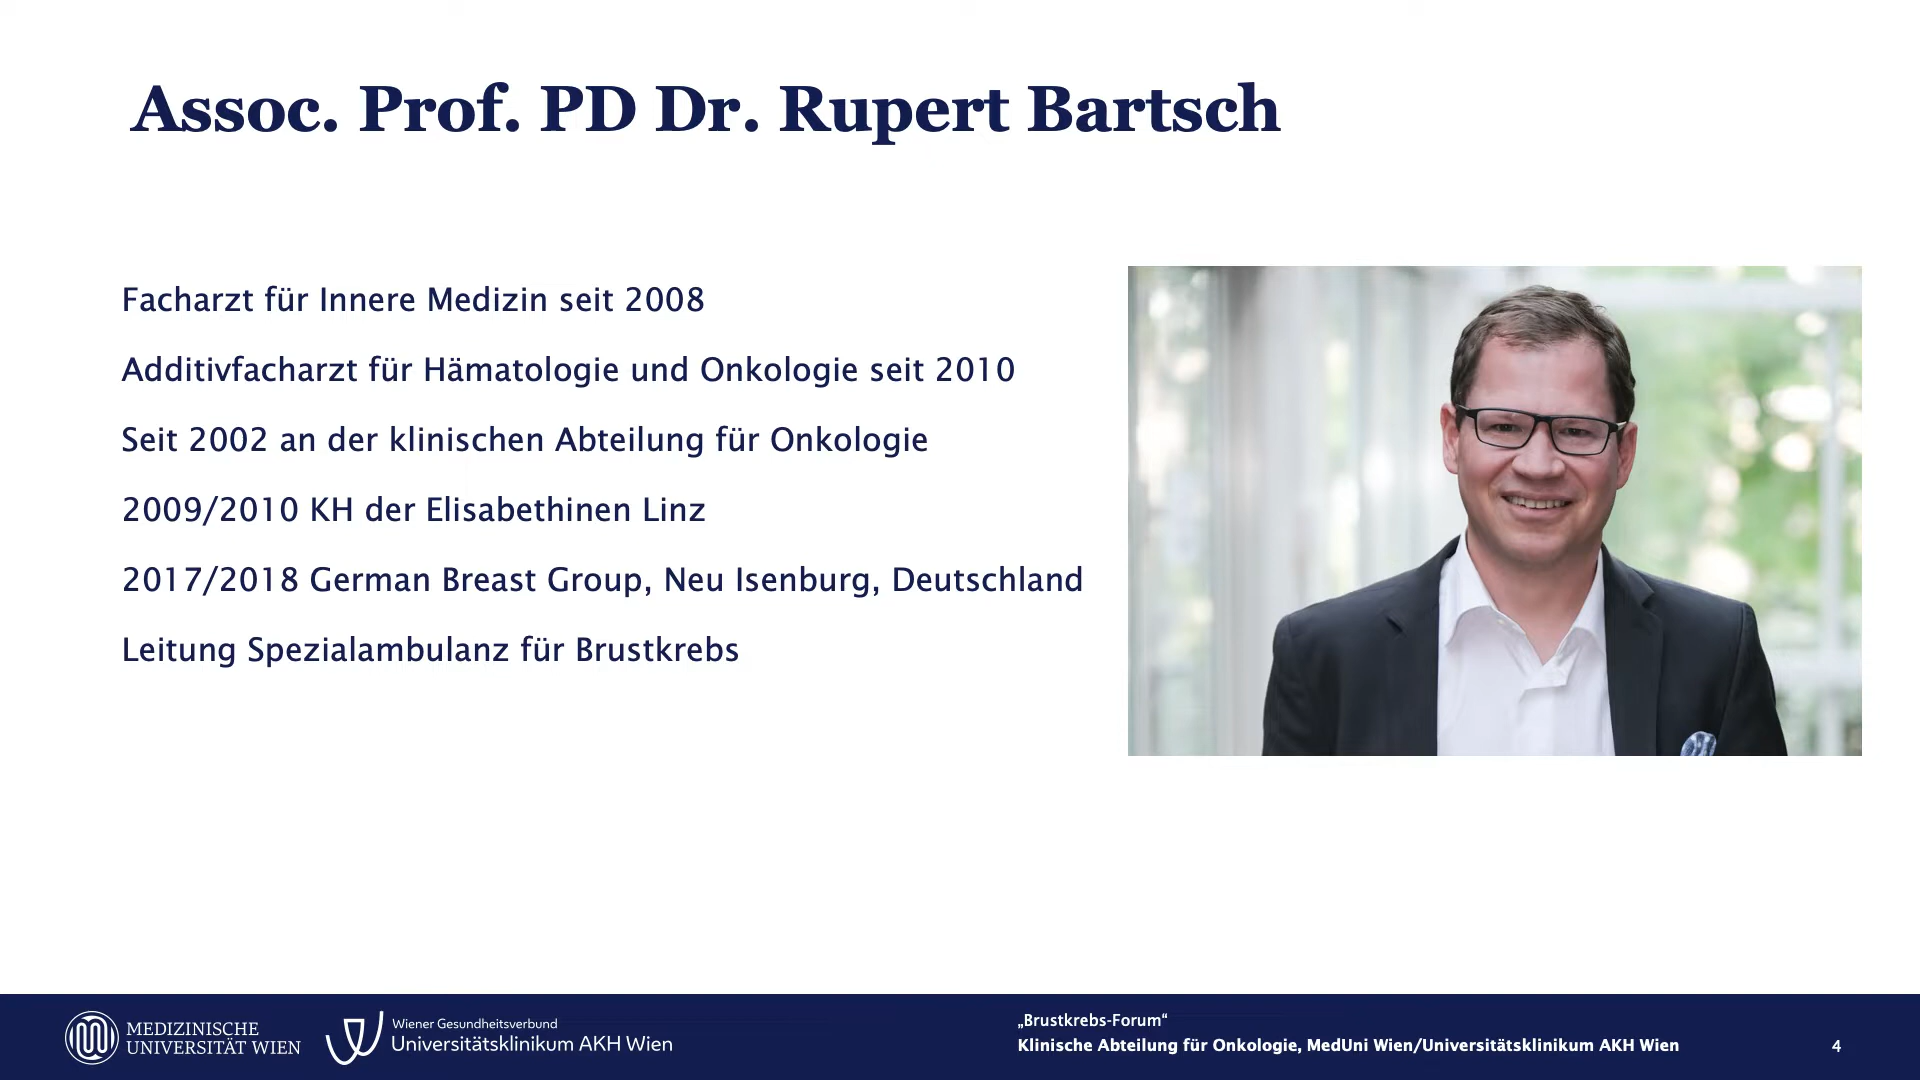 Assoc. Prof. PD Dr. Rupert Bartsch
Facharzt für Innere Medizin seit 2008
Additivfacharzt für Hämatologie und Onkologie seit 2010
Seit 2002 an der klinischen Abteilung für Onkologie
2009/2010 KH der Elisabethinen Linz
2017/2018 German Breast Group, Neu Isenburg, Deutschland
Leitung Spezialambulanz für Brustkrebs
MEDIZINISCHE
UNIVERSITÄT WIEN
Wiener Gesundheitsverbund
Universitätsklinikum AKH Wien
„Brustkrebs-Forum“
Klinische Abteilung für Onkologie, MedUni Wien/Universitätsklinikum AKH Wien
4